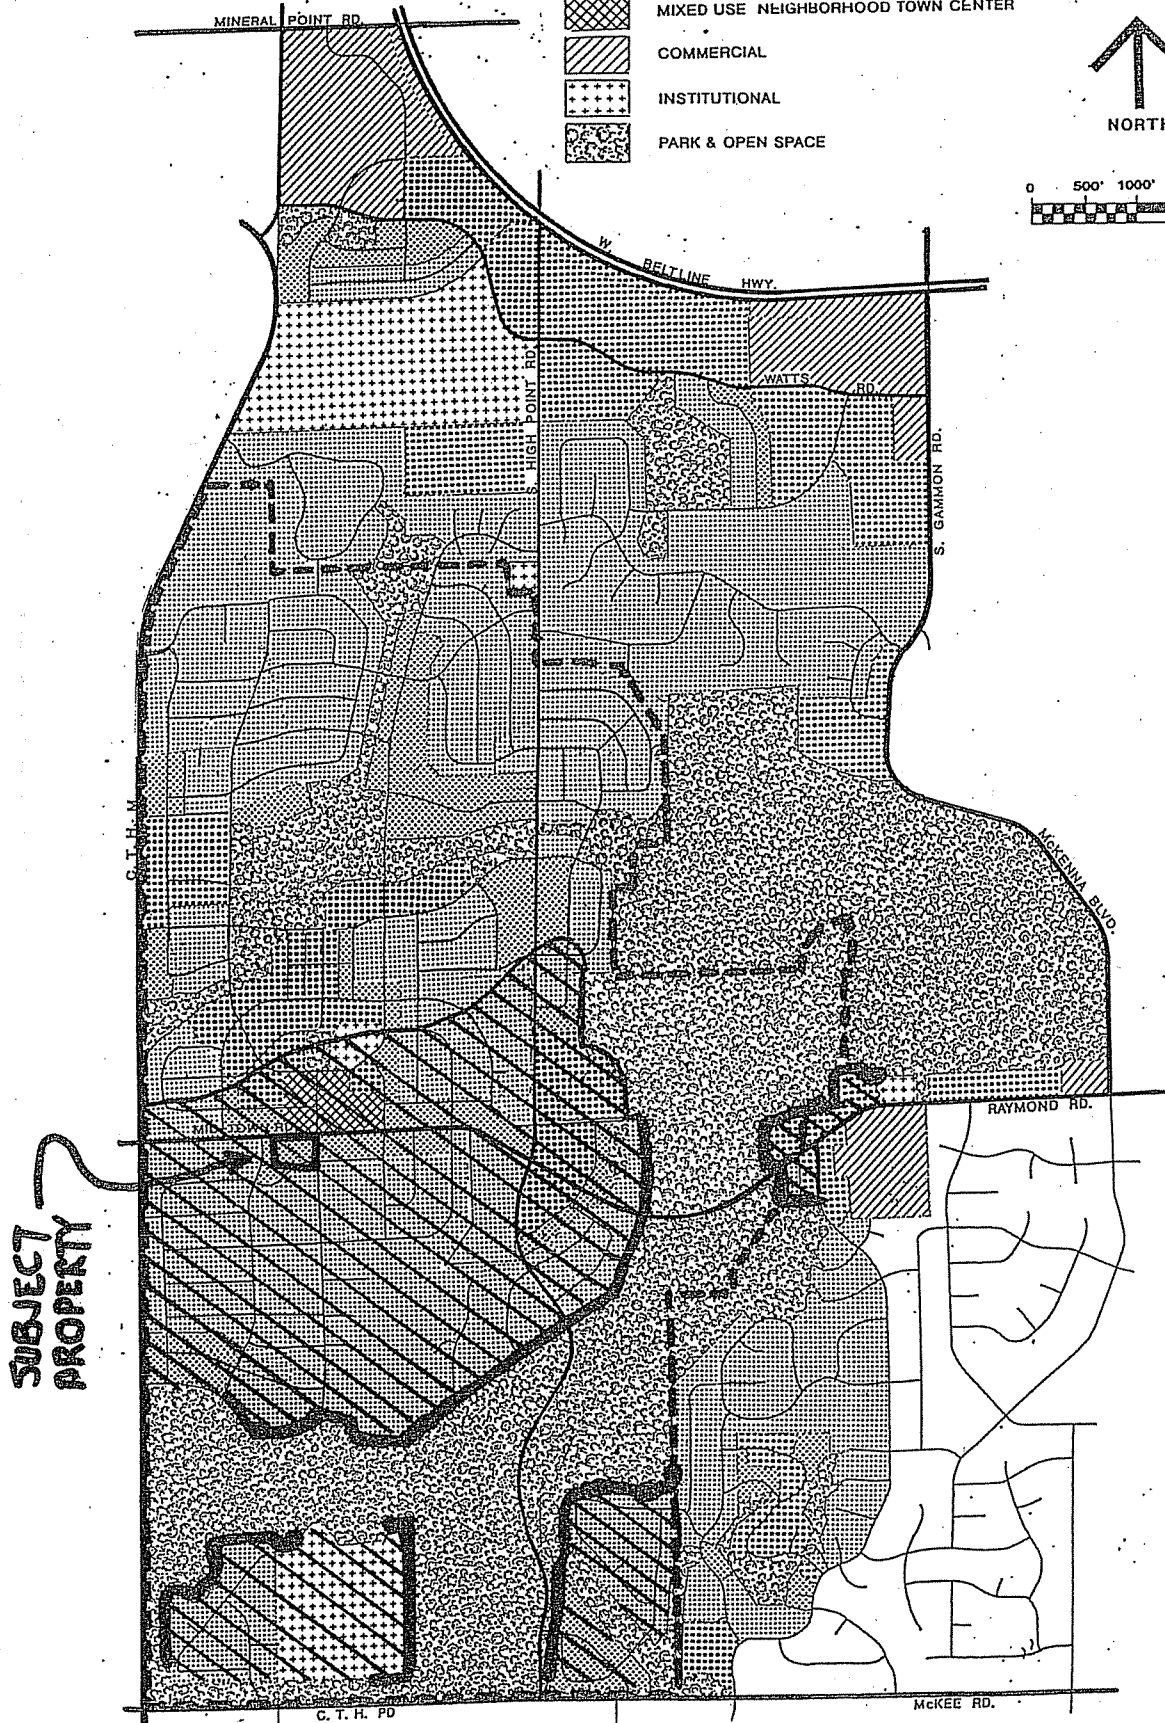 MINERAL POINT RD.
MIXED USE NEIGHBORHOOD TOWN CENTER
COMMERCIAL
INSTITUTIONAL
PARK & OPEN SPACE
NORTH
0 500' 1000'
W. BELTLINE HWY.
WATTS RD.
S. HIGH POINT RD.
S. GAMMON RD.
C. T. H. M
McKENNA BLVD.
RAYMOND RD.
SUBJECT
PROPERTY
C. T. H. PD
McKEE RD.